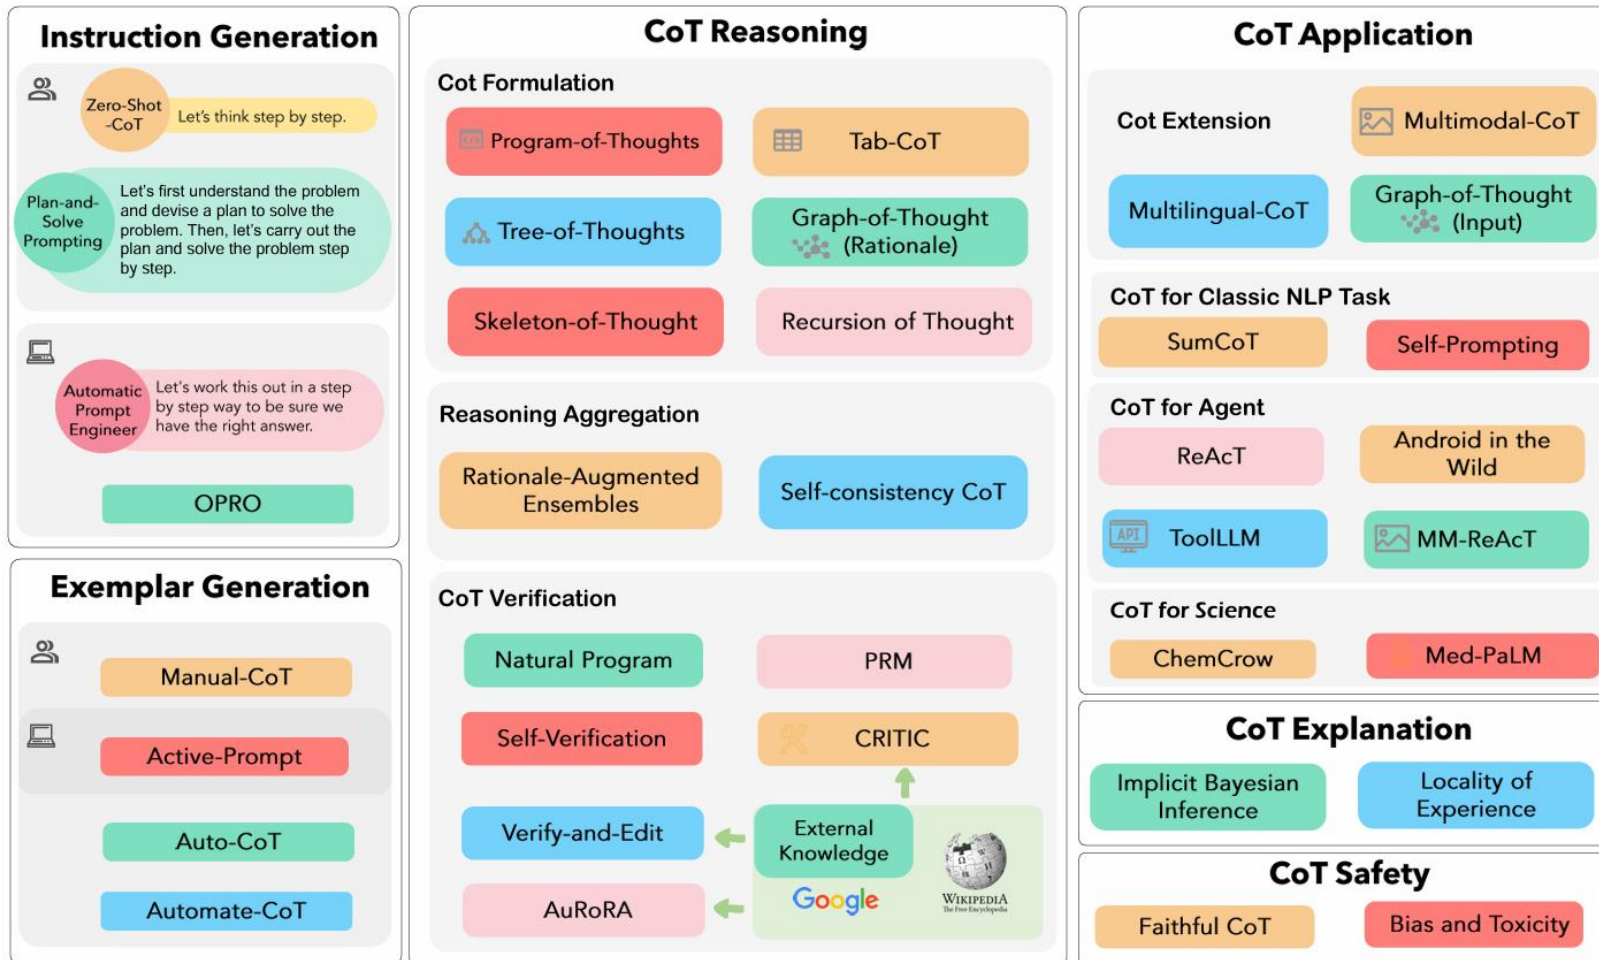 Instruction Generation
Zero-Shot
-CoT
Let's think step by step.
Plan-and-
Solve
Prompting
Let's first understand the problem
and devise a plan to solve the
problem. Then, let's carry out the
plan and solve the problem step
by step.
Automatic
Prompt
Engineer
Let's work this out in a step
by step way to be sure we
have the right answer.
OPRO
Exemplar Generation
Manual-CoT
Active-Prompt
Auto-CoT
Automate-CoT
CoT Reasoning
Cot Formulation
Program-of-Thoughts
Tab-CoT
Tree-of-Thoughts
Graph-of-Thought
(Rationale)
Skeleton-of-Thought
Recursion of Thought
Reasoning Aggregation
Rationale-Augmented
Ensembles
Self-consistency CoT
CoT Verification
Natural Program
PRM
Self-Verification
CRITIC
Verify-and-Edit
External
Knowledge
AuRoRA
Google
WIKIPEDIA
The Free Encyclopedia
CoT Application
Cot Extension
Multimodal-CoT
Multilingual-CoT
Graph-of-Thought
(Input)
CoT for Classic NLP Task
SumCoT
Self-Prompting
CoT for Agent
ReAcT
Android in the
Wild
API
ToolLLM
MM-ReAcT
CoT for Science
ChemCrow
Med-PaLM
CoT Explanation
Implicit Bayesian
Inference
Locality of
Experience
CoT Safety
Faithful CoT
Bias and Toxicity